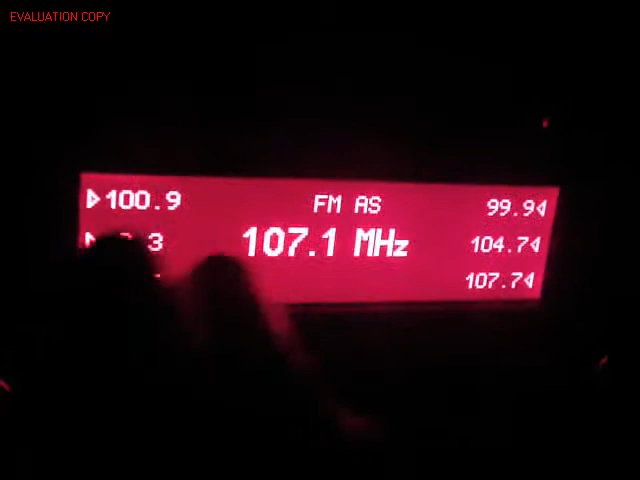 EVALUATION COPY
▷100.9 FM AS 99.9◁
107.1 MHz 104.7◁
107.7◁